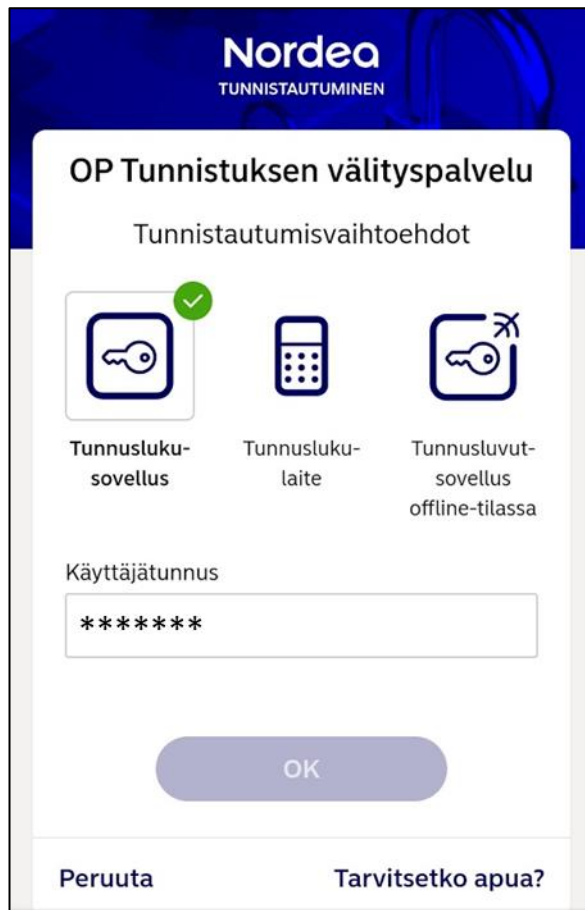 Nordea
TUNNISTAUTUMINEN
OP Tunnistuksen välityspalvelu
Tunnistautumisvaihtoehdot
Tunnusluku-
sovellus
Tunnusluku-
laite
Tunnusluvut-
sovellus
offline-tilassa
Käyttäjätunnus
*******
OK
Peruuta
Tarvitsetko apua?